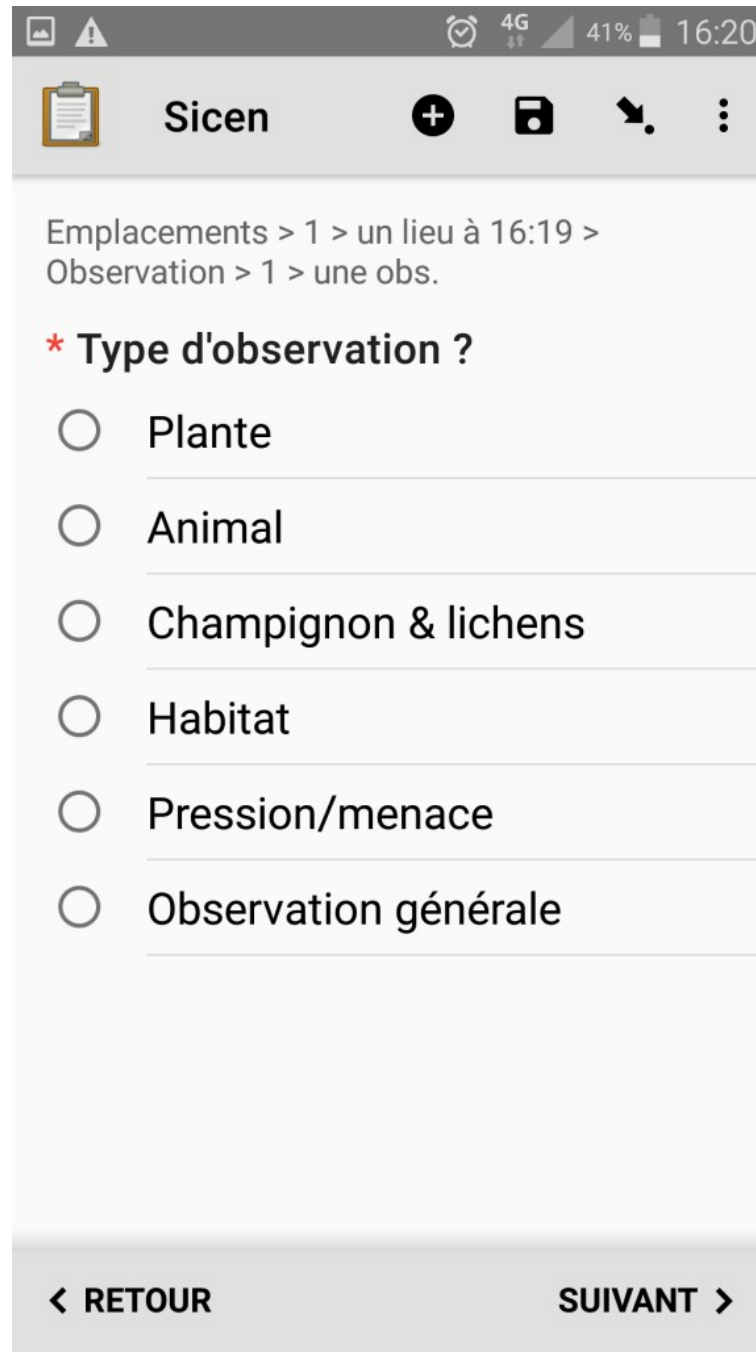 4G 41% 16:20
Sicen
Emplacements > 1 > un lieu à 16:19 >
Observation > 1 > une obs.
* Type d'observation ?
Plante
Animal
Champignon & lichens
Habitat
Pression/menace
Observation générale
< RETOUR SUIVANT >